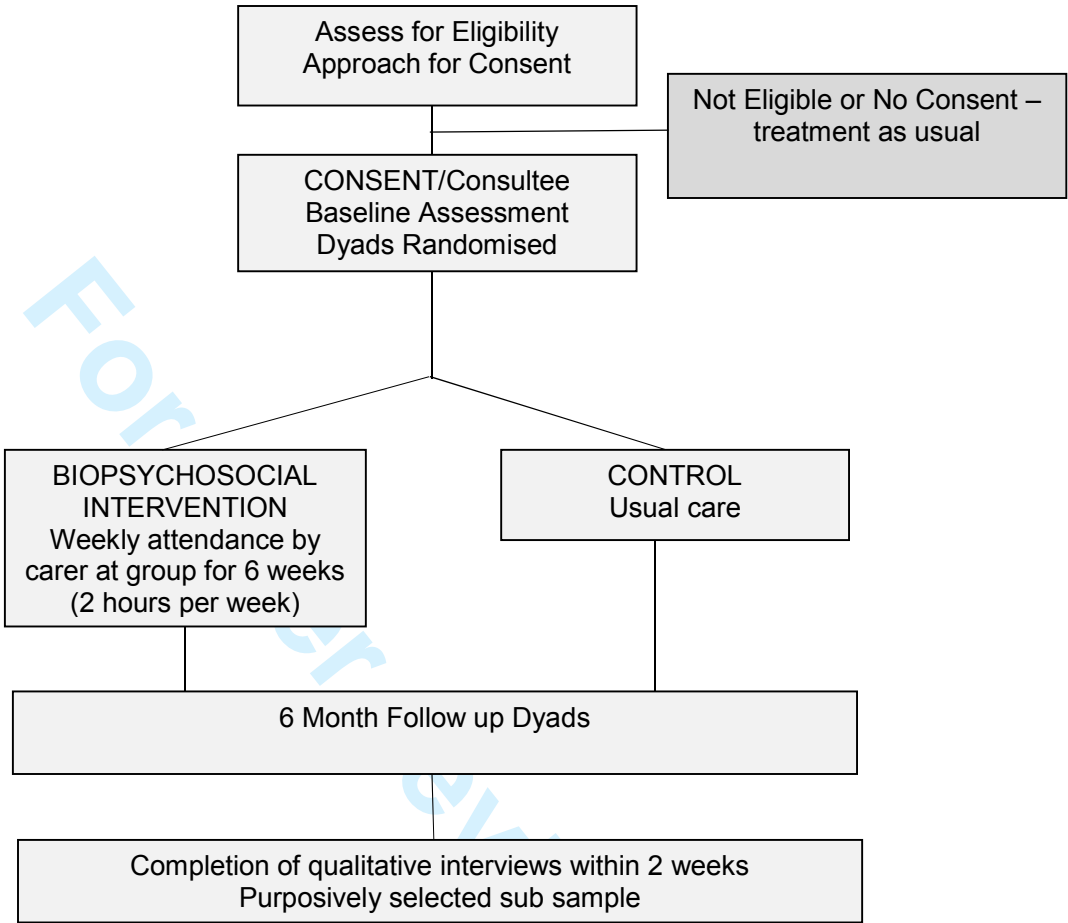 Assess for Eligibility
Approach for Consent
Not Eligible or No Consent –
treatment as usual
CONSENT/Consultee
Baseline Assessment
Dyads Randomised
BIOPSYCHOSOCIAL
INTERVENTION
Weekly attendance by
carer at group for 6 weeks
(2 hours per week)
CONTROL
Usual care
6 Month Follow up Dyads
Completion of qualitative interviews within 2 weeks
Purposively selected sub sample
For